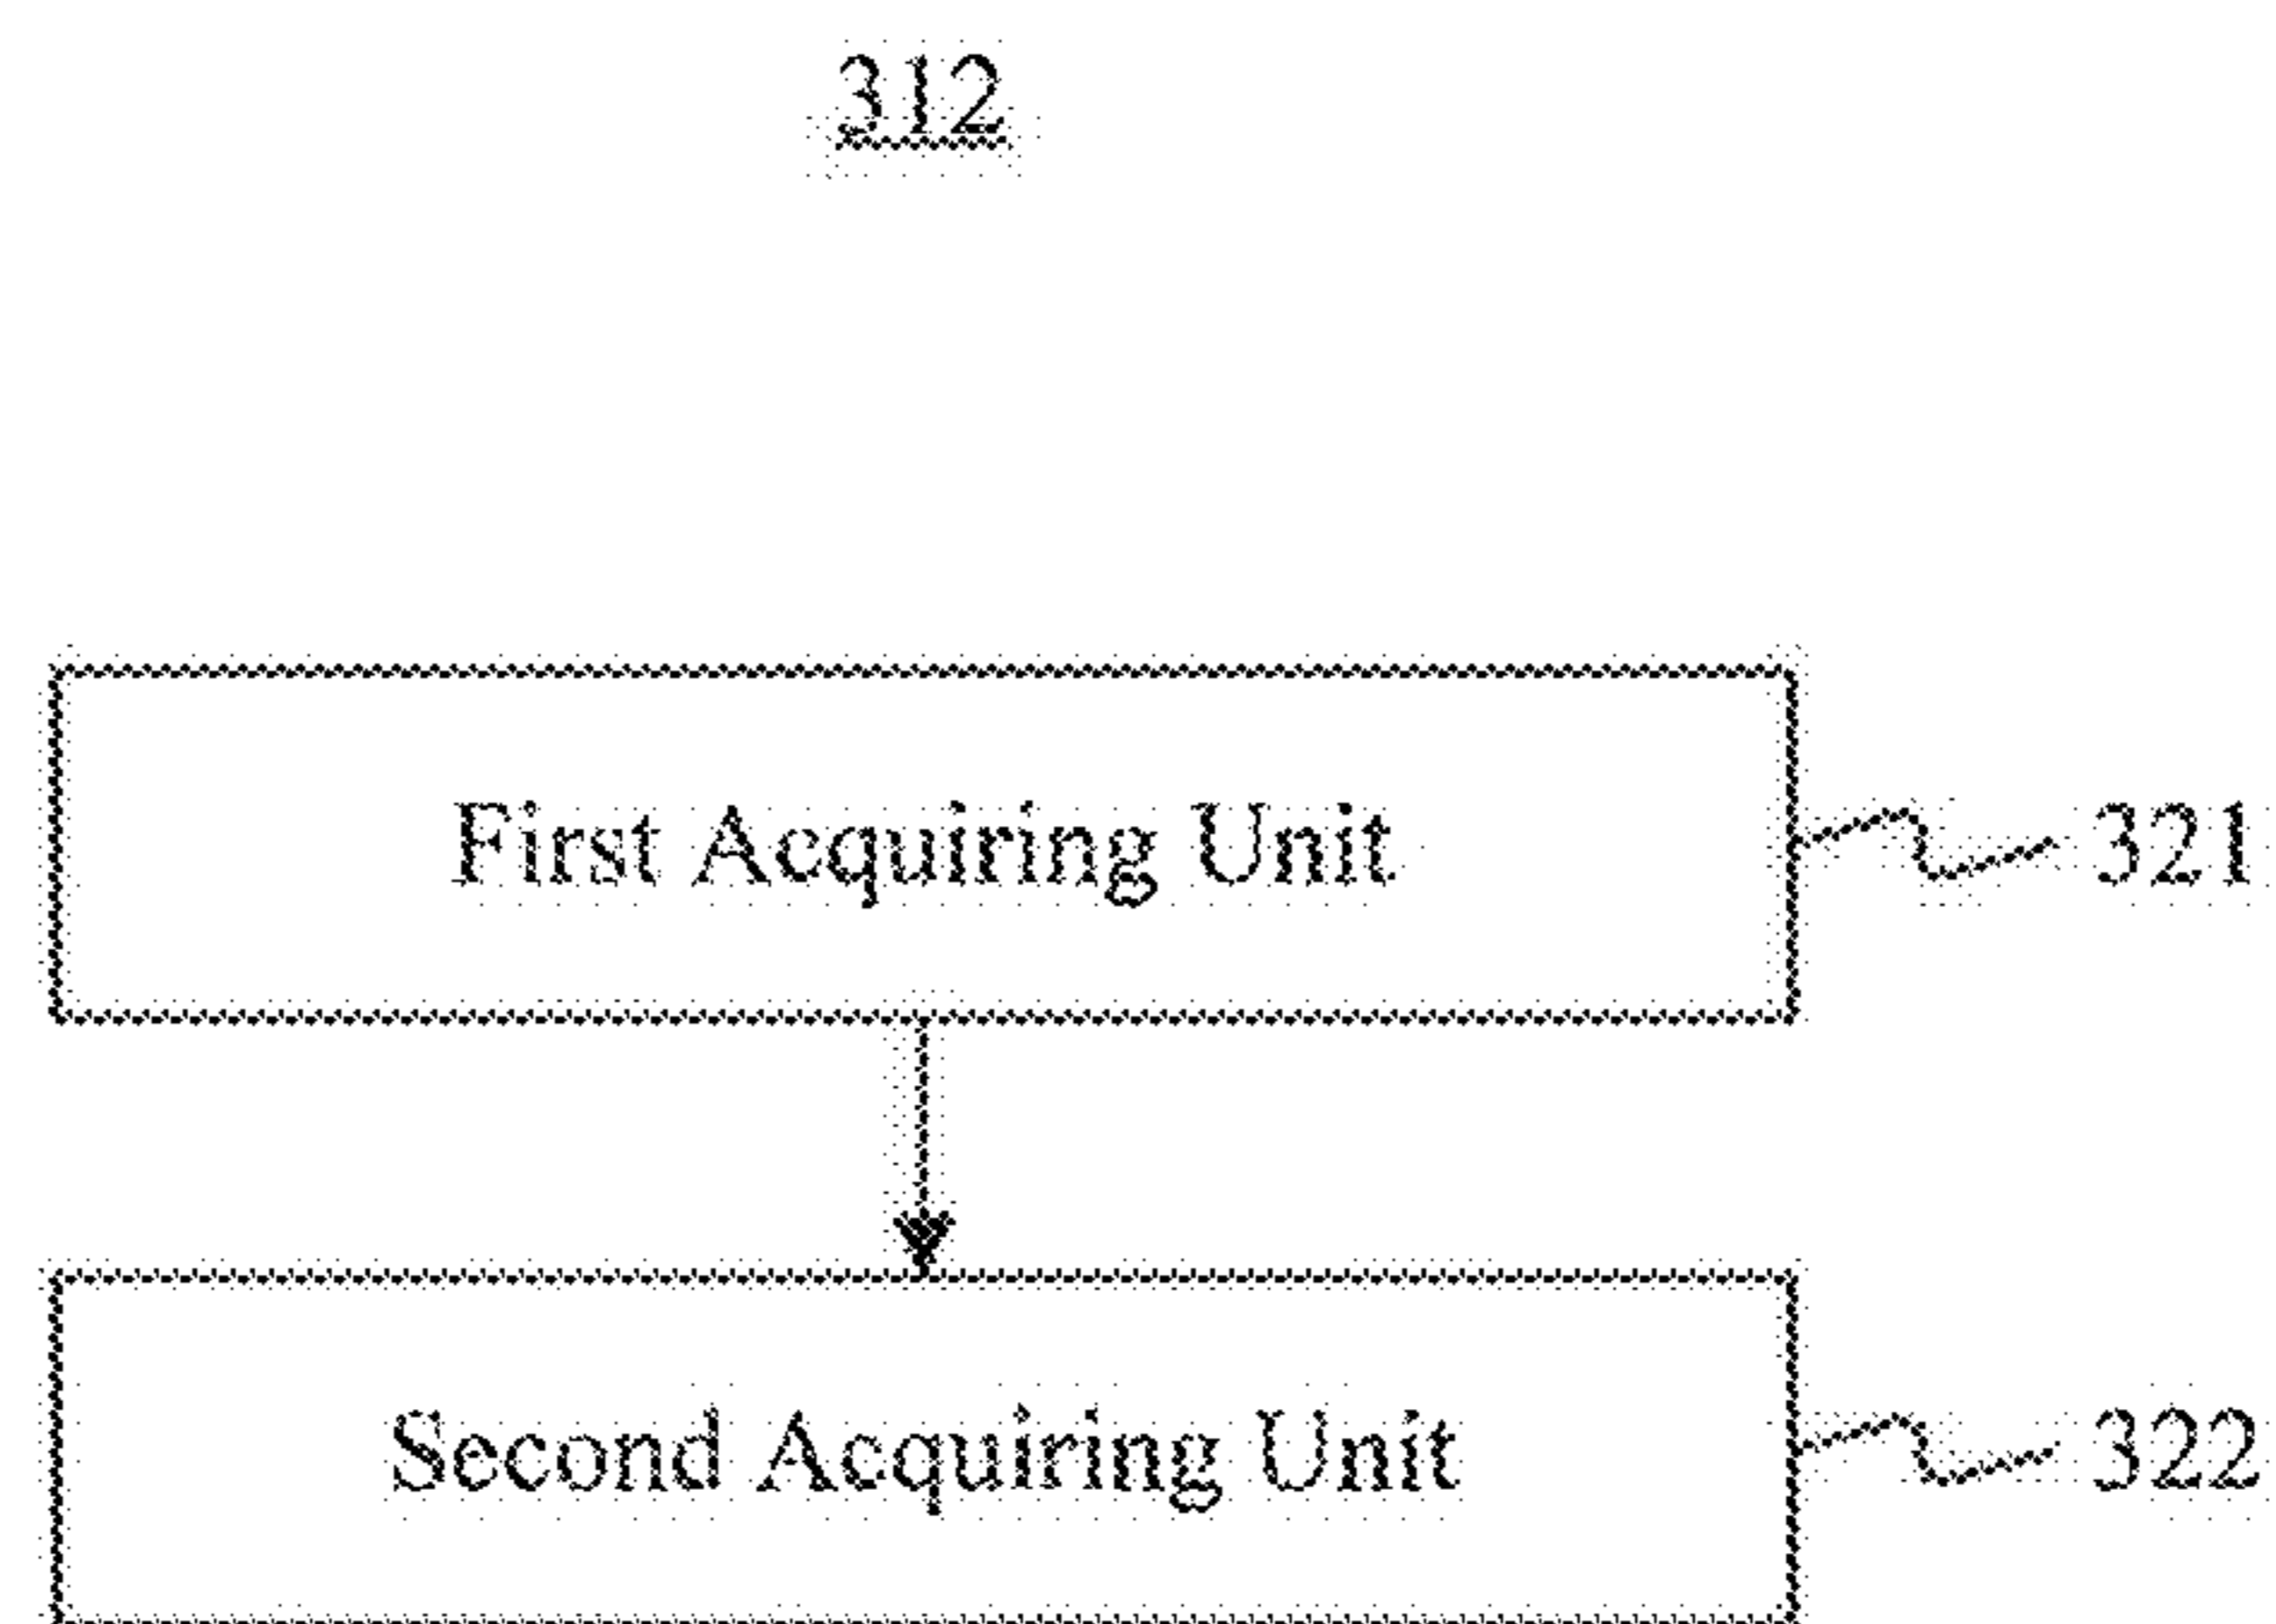 312
First Acquiring Unit
321
Second Acquiring Unit
322